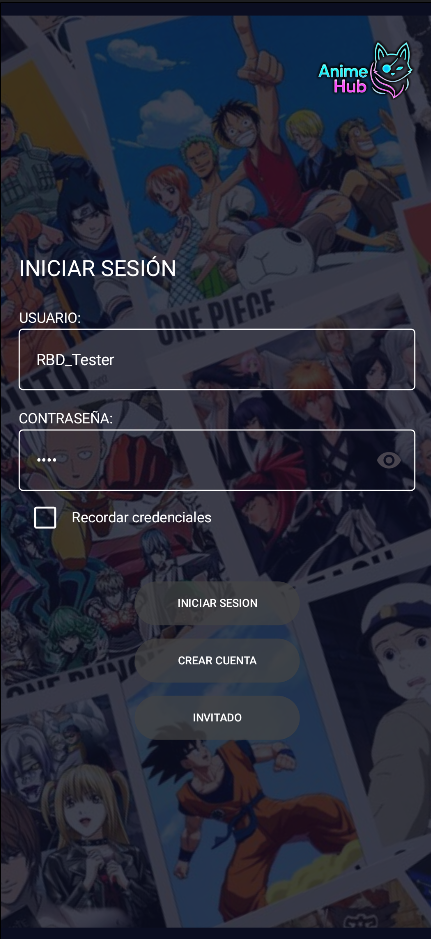 Anime
Hub
INICIAR SESIÓN
ONE PIECE
USUARIO:
RBD_Tester
CONTRASEÑA:
••••
Recordar credenciales
INICIAR SESION
CREAR CUENTA
INVITADO